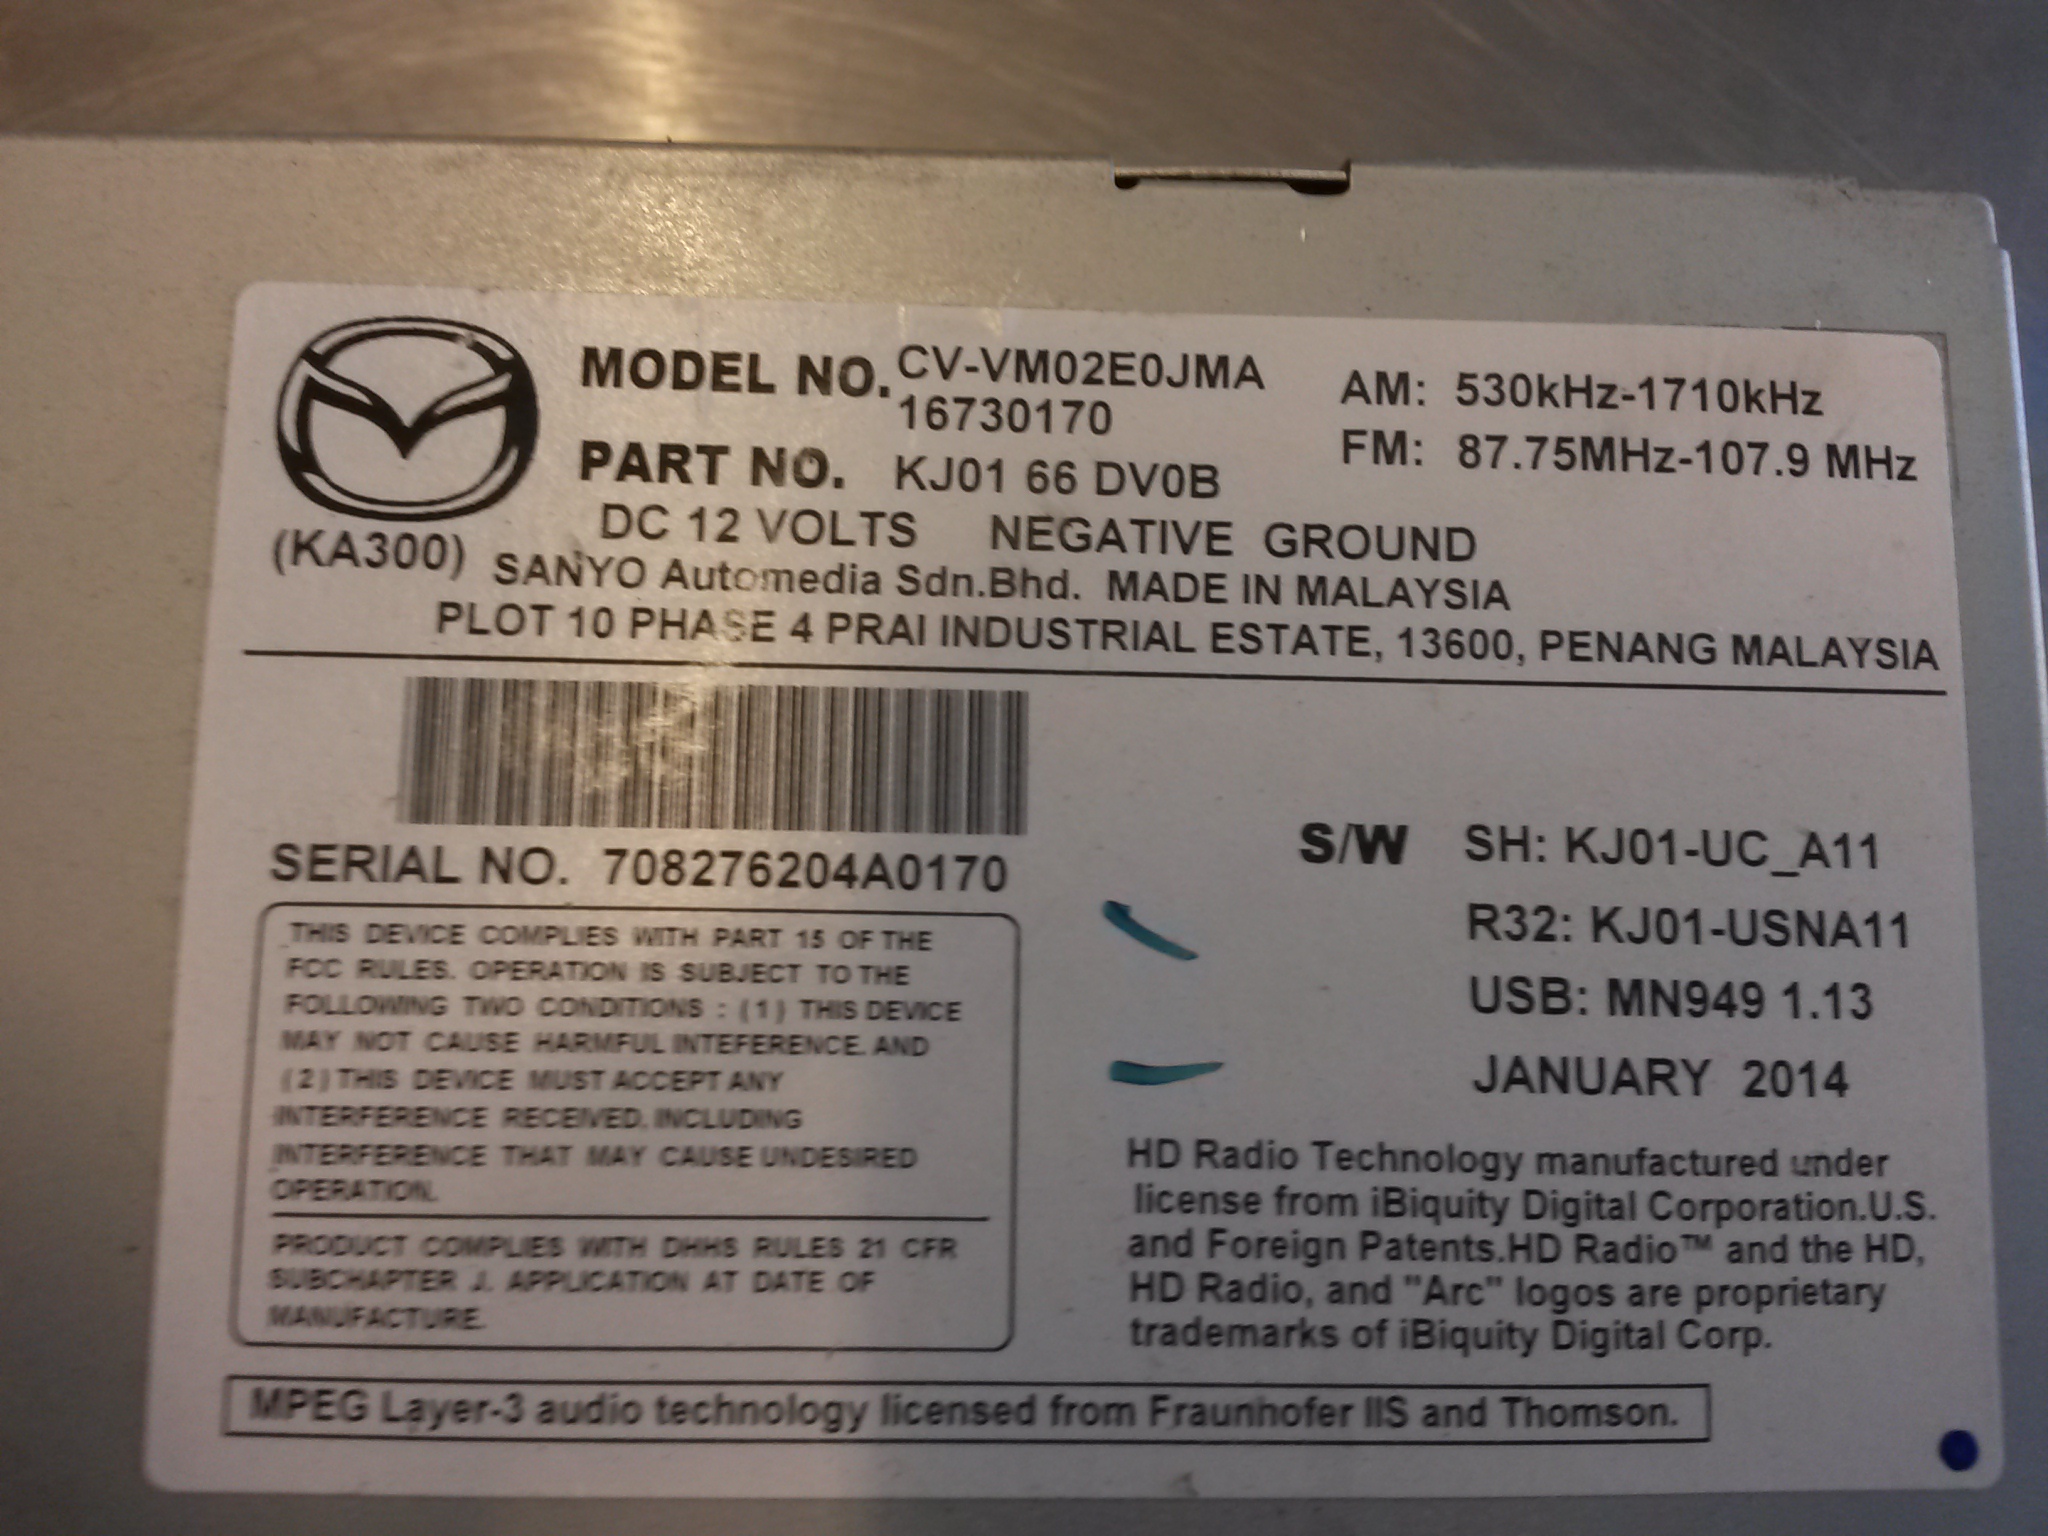 MODEL NO. CV-VM02E0JMA
16730170
PART NO. KJ01 66 DV0B
AM: 530kHz-1710kHz
FM: 87.75MHz-107.9 MHz
DC 12 VOLTS NEGATIVE GROUND
(KA300) SANYO Automedia Sdn.Bhd. MADE IN MALAYSIA
PLOT 10 PHASE 4 PRAI INDUSTRIAL ESTATE, 13600, PENANG MALAYSIA
SERIAL NO. 708276204A0170
THIS DEVICE COMPLIES WITH PART 15 OF THE
FCC RULES. OPERATION IS SUBJECT TO THE
FOLLOWING TWO CONDITIONS : (1) THIS DEVICE
MAY NOT CAUSE HARMFUL INTEFERENCE. AND
(2) THIS DEVICE MUST ACCEPT ANY
INTERFERENCE RECEIVED, INCLUDING
INTERFERENCE THAT MAY CAUSE UNDESIRED
OPERATION.
PRODUCT COMPLIES WITH DHHS RULES 21 CFR
SUBCHAPTER J. APPLICATION AT DATE OF
MANUFACTURE.
S/W SH: KJ01-UC_A11
R32: KJ01-USNA11
USB: MN949 1.13
JANUARY 2014
HD Radio Technology manufactured under
license from iBiquity Digital Corporation.U.S.
and Foreign Patents.HD Radio™ and the HD,
HD Radio, and "Arc" logos are proprietary
trademarks of iBiquity Digital Corp.
MPEG Layer-3 audio technology licensed from Fraunhofer IIS and Thomson.